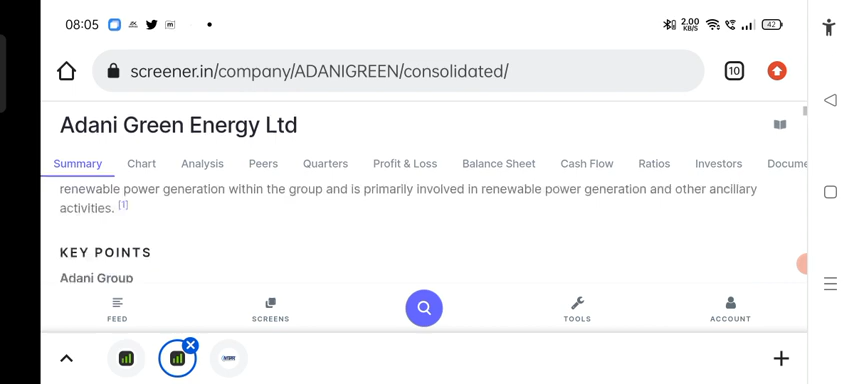 08:05
2.00
KB/S
42
screener.in/company/ADANIGREEN/consolidated/
10
Adani Green Energy Ltd
Summary Chart Analysis Peers Quarters Profit & Loss Balance Sheet Cash Flow Ratios Investors Docume
renewable power generation within the group and is primarily involved in renewable power generation and other ancillary
activities. [1]
KEY POINTS
Adani Group
FEED SCREENS TOOLS ACCOUNT